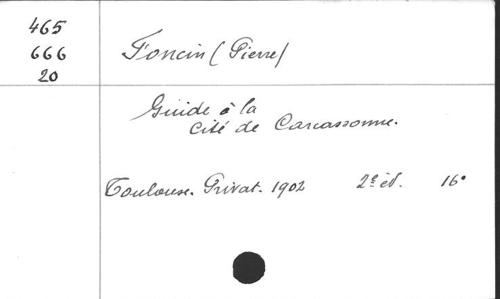 465
666
20
Foncin (Pierre)
Guide à la
Cité de Carcassonne.
Toulouse. Privat. 1902 2e éd. 16°